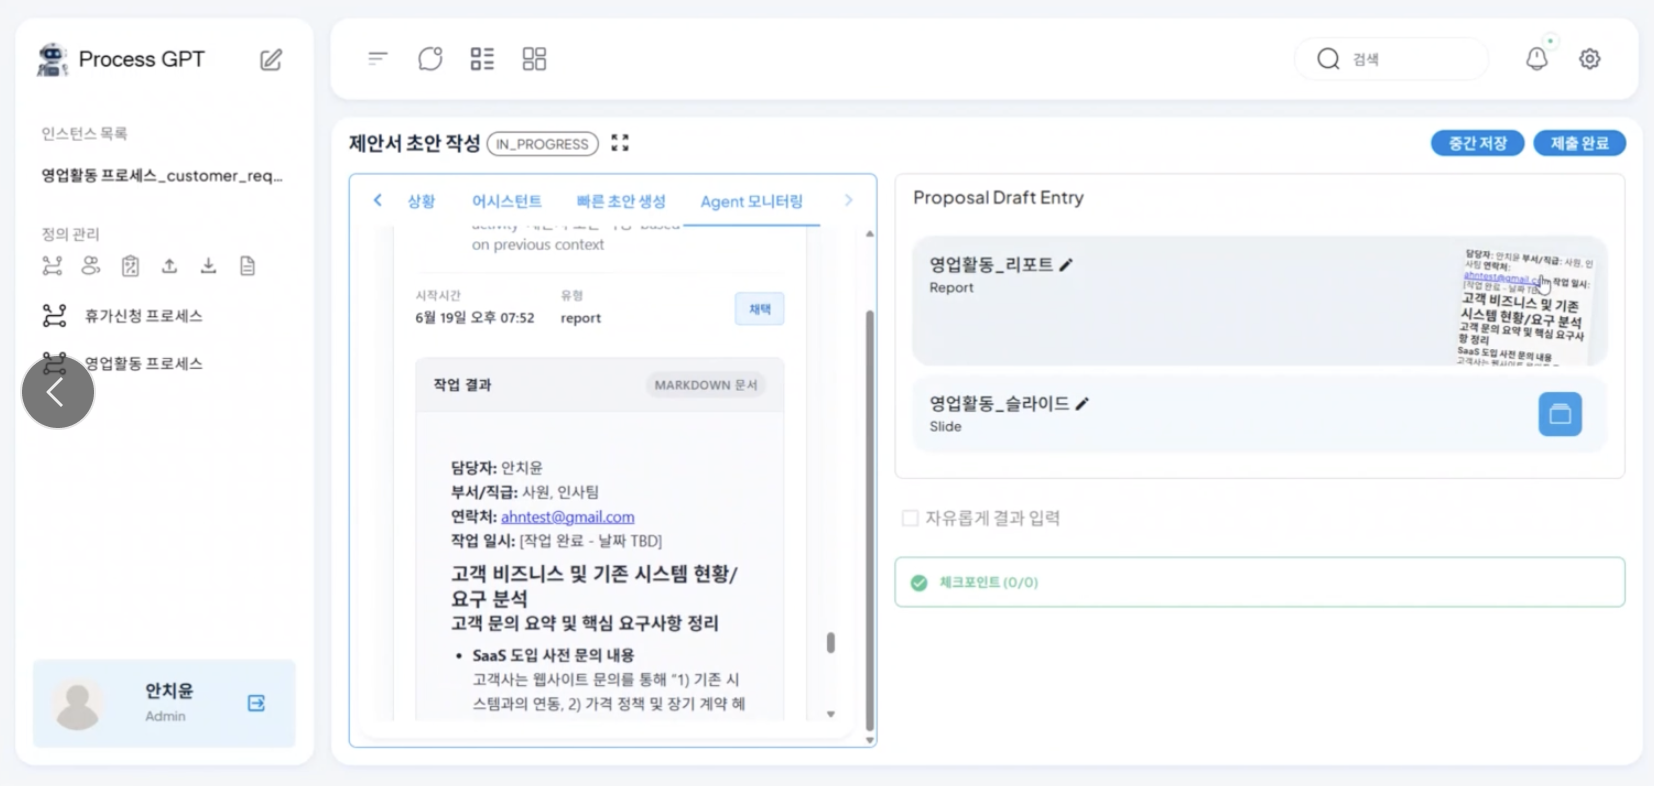 Process GPT
인스턴스 목록
영업활동 프로세스_customer_req...
정의 관리
휴가신청 프로세스
영업활동 프로세스
안치윤
Admin
검색
제안서 초안 작성 IN_PROGRESS
중간 저장 제출 완료
상황 어시스턴트 빠른 초안 생성 Agent 모니터링
based
on previous context
시작시간 유형
6월 19일 오후 07:52 report 채택
작업 결과 MARKDOWN 문서
담당자: 안치윤
부서/직급: 사원, 인사팀
연락처: ahntest@gmail.com
작업 일시: [작업 완료 - 날짜 TBD]
고객 비즈니스 및 기존 시스템 현황/
요구 분석
고객 문의 요약 및 핵심 요구사항 정리
• SaaS 도입 사전 문의 내용
고객사는 웹사이트 문의를 통해 “1) 기존 시
스템과의 연동, 2) 가격 정책 및 장기 계약 혜
Proposal Draft Entry
영업활동_리포트
Report
담당자: 안치윤 부서/직급: 사원, 인
사팀 연락처:
작업 일시:
[작업 완료 - 날짜
고객 비즈니스 및 기존
시스템 현황/요구 분석
고객 문의 요약 및 핵심 요구사
항 정리
SaaS 도입 사전 문의 내용
영업활동_슬라이드
Slide
자유롭게 결과 입력
체크포인트 (0/0)